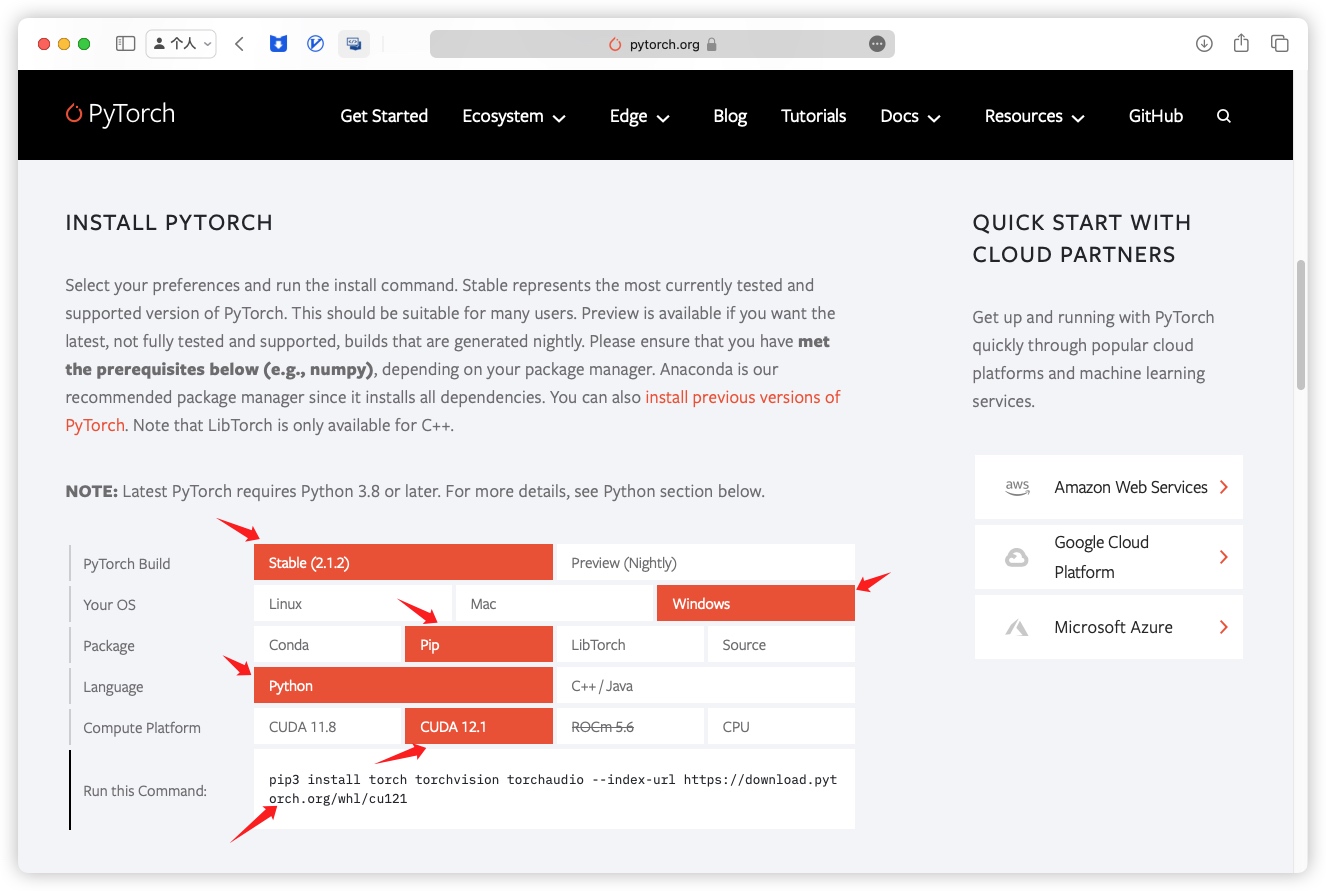 个人
pytorch.org
PyTorch
Get Started
Ecosystem
Edge
Blog
Tutorials
Docs
Resources
GitHub
INSTALL PYTORCH
Select your preferences and run the install command. Stable represents the most currently tested and
supported version of PyTorch. This should be suitable for many users. Preview is available if you want the
latest, not fully tested and supported, builds that are generated nightly. Please ensure that you have met
the prerequisites below (e.g., numpy), depending on your package manager. Anaconda is our
recommended package manager since it installs all dependencies. You can also install previous versions of
PyTorch. Note that LibTorch is only available for C++.
NOTE: Latest PyTorch requires Python 3.8 or later. For more details, see Python section below.
PyTorch Build
Stable (2.1.2)
Preview (Nightly)
Your OS
Linux
Mac
Windows
Package
Conda
Pip
LibTorch
Source
Language
Python
C++ / Java
Compute Platform
CUDA 11.8
CUDA 12.1
ROCm 5.6
CPU
Run this Command:
pip3 install torch torchvision torchaudio --index-url https://download.pyt
orch.org/whl/cu121
QUICK START WITH
CLOUD PARTNERS
Get up and running with PyTorch
quickly through popular cloud
platforms and machine learning
services.
aws
Amazon Web Services
Google Cloud
Platform
Microsoft Azure